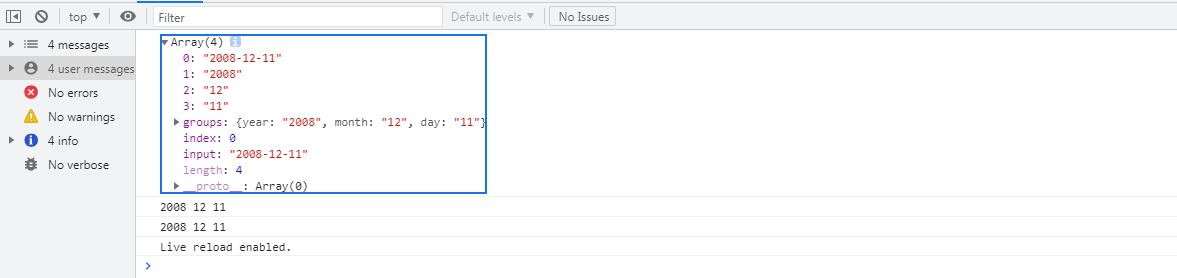 top ▼ Filter Default levels ▼ No Issues
4 messages
4 user messages
No errors
No warnings
4 info
No verbose
Array(4) i
0: "2008-12-11"
1: "2008"
2: "12"
3: "11"
groups: {year: "2008", month: "12", day: "11"}
index: 0
input: "2008-12-11"
length: 4
__proto__: Array(0)
2008 12 11
2008 12 11
Live reload enabled.
>